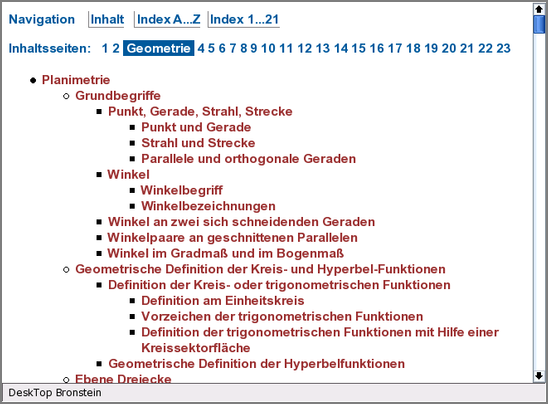 Navigation Inhalt Index A...Z Index 1...21
Inhaltsseiten: 1 2 Geometrie 4 5 6 7 8 9 10 11 12 13 14 15 16 17 18 19 20 21 22 23
Planimetrie
Grundbegriffe
Punkt, Gerade, Strahl, Strecke
Punkt und Gerade
Strahl und Strecke
Parallele und orthogonale Geraden
Winkel
Winkelbegriff
Winkelbezeichnungen
Winkel an zwei sich schneidenden Geraden
Winkelpaare an geschnittenen Parallelen
Winkel im Gradmaß und im Bogenmaß
Geometrische Definition der Kreis- und Hyperbel-Funktionen
Definition der Kreis- oder trigonometrischen Funktionen
Definition am Einheitskreis
Vorzeichen der trigonometrischen Funktionen
Definition der trigonometrischen Funktionen mit Hilfe einer
Kreissektorfläche
Geometrische Definition der Hyperbelfunktionen
Ebene Dreiecke
DeskTop Bronstein